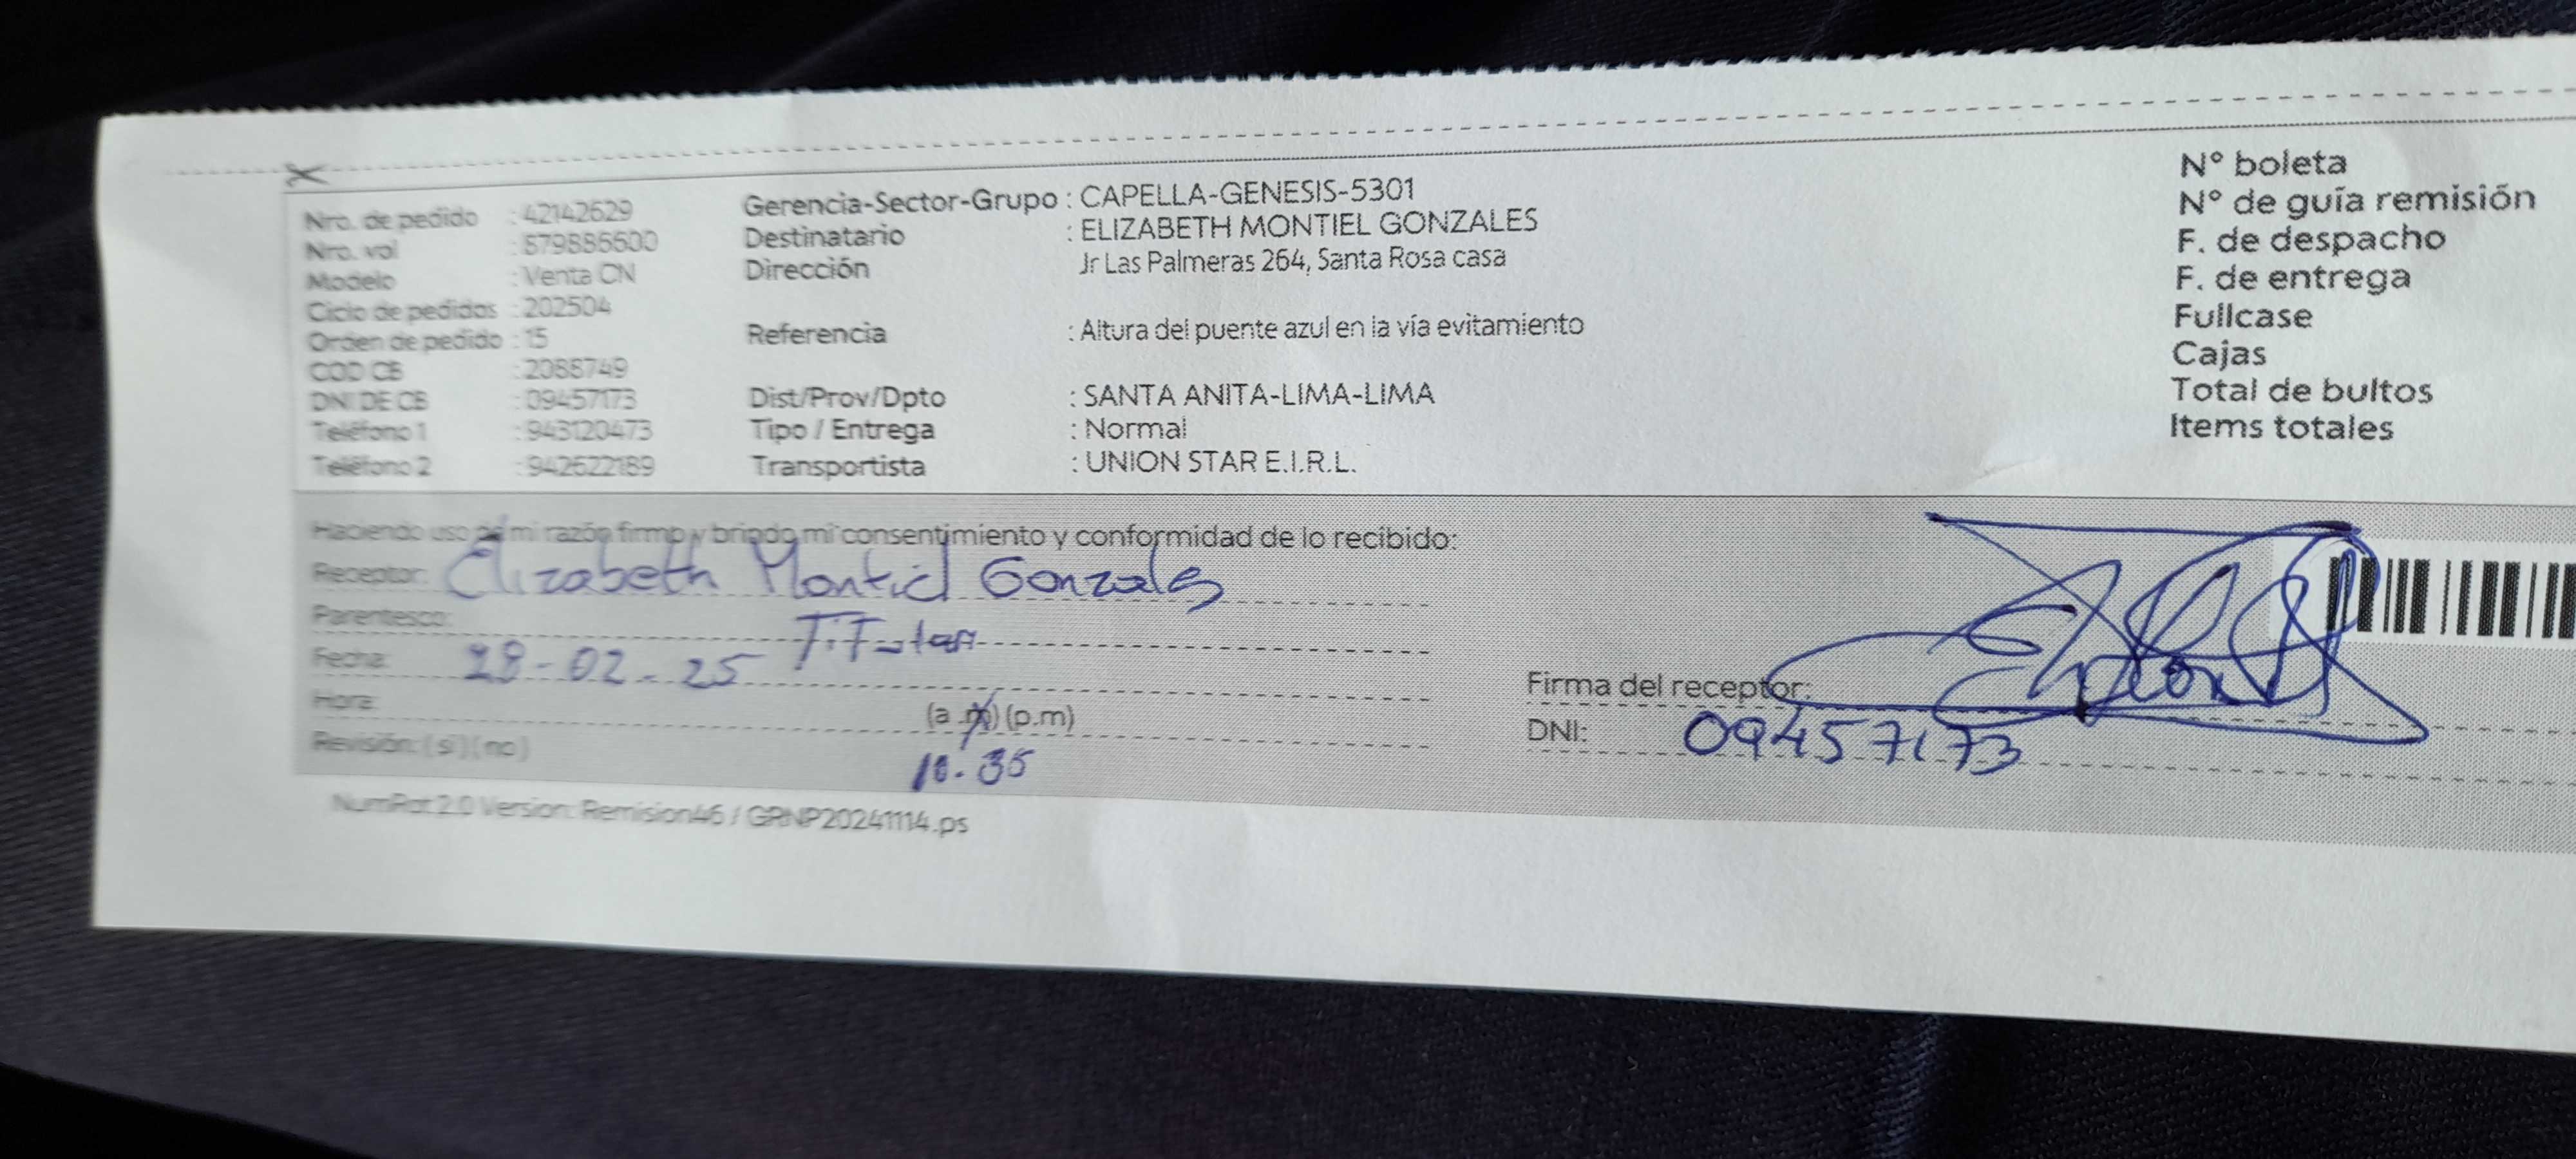 Nro. de pedido : 42142629
Nro. vol : 879886600
Modelo : Venta CN
Ciclo de pedidos : 202504
Orden de pedido : 15
COD CB : 2088749
DNI DE CB : 09457173
Teléfono 1 : 943120473
Teléfono 2 : 942622189
Gerencia-Sector-Grupo : CAPELLA-GENESIS-5301
Destinatario : ELIZABETH MONTIEL GONZALES
Dirección Jr Las Palmeras 264, Santa Rosa casa
Referencia : Altura del puente azul en la vía evitamiento
Dist/Prov/Dpto : SANTA ANITA-LIMA-LIMA
Tipo / Entrega : Normal
Transportista : UNION STAR E.I.R.L.
N° boleta
N° de guía remisión
F. de despacho
F. de entrega
Fullcase
Cajas
Total de bultos
Items totales
Haciendo uso de mi razón firmo y brindo mi consentimiento y conformidad de lo recibido:
Receptor: Elizabeth Montiel Gonzales
Parentesco: Titular
Fecha: 28-02-25
Hora: (a.m) (p.m)
10.35
Revisión: (si) (no)
Firma del receptor:
DNI: 09457173
NumRot 2.0 Version: Remision46 / GRNP20241114.ps